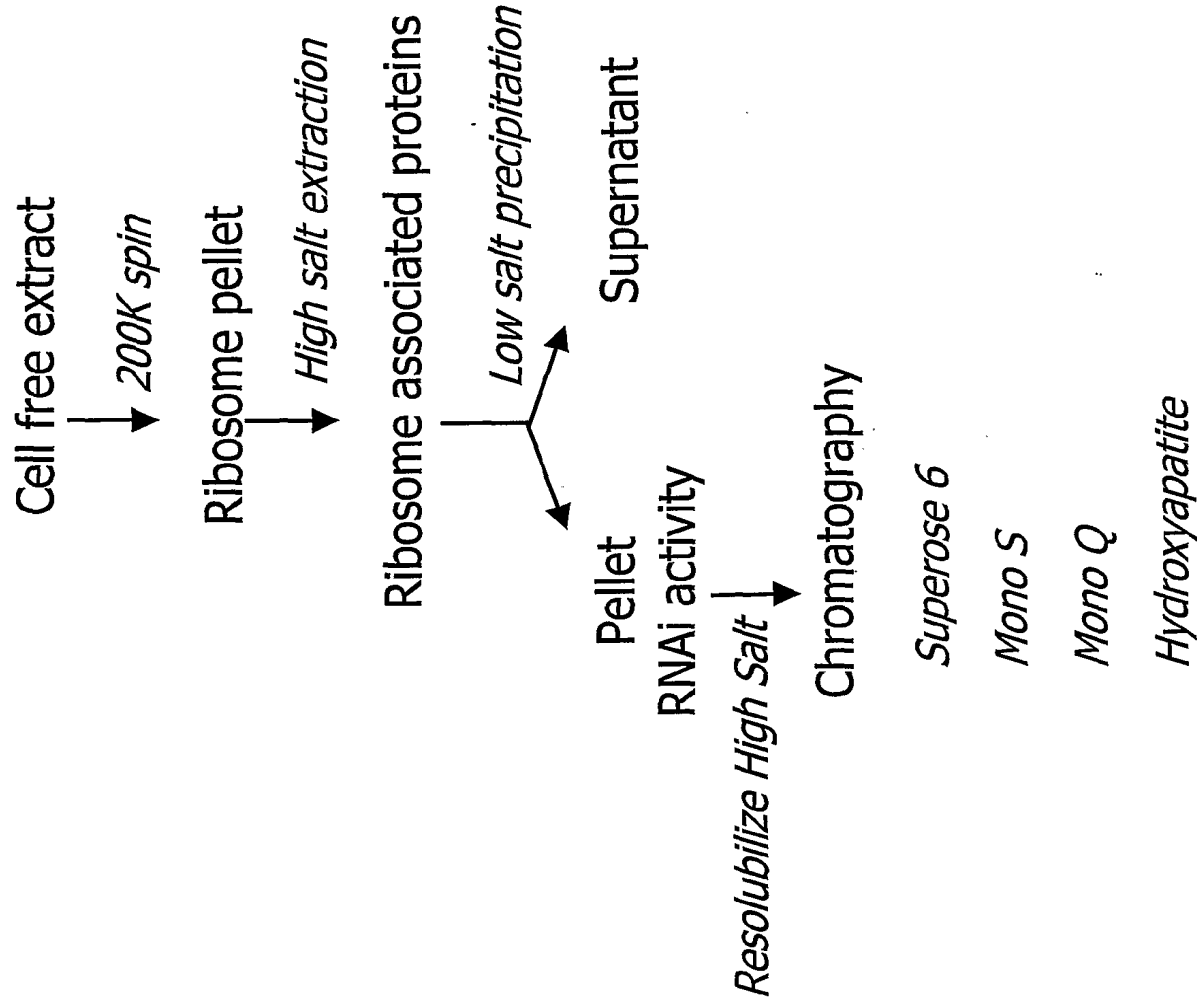 Cell free extract
200K spin
Ribosome pellet
High salt extraction
Ribosome associated proteins
Low salt precipitation
Pellet
Supernatant
RNAi activity
Resolubilize High Salt
Chromatography
Superose 6
Mono S
Mono Q
Hydroxyapatite